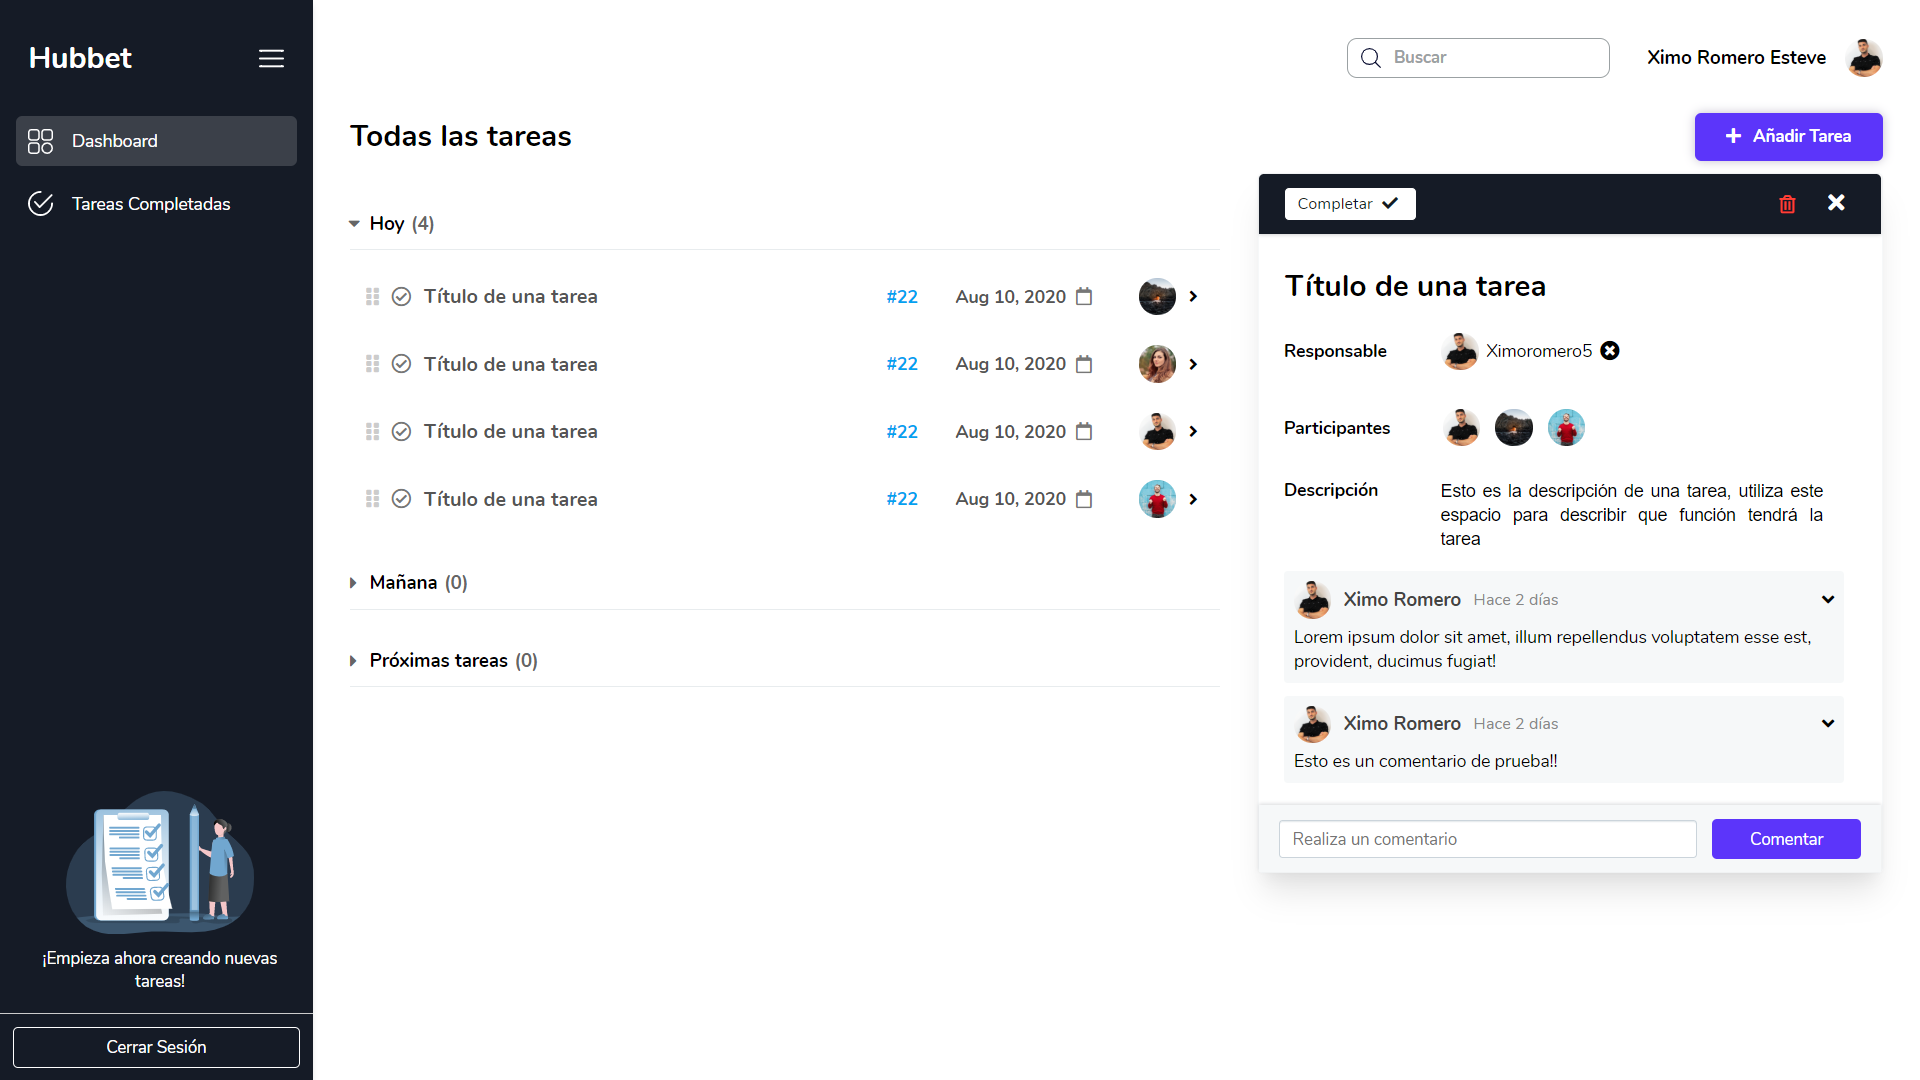 Hubbet
Dashboard
Tareas Completadas
¡Empieza ahora creando nuevas
tareas!
Cerrar Sesión
Buscar
Ximo Romero Esteve
Todas las tareas
Añadir Tarea
Hoy (4)
Título de una tarea #22 Aug 10, 2020
Título de una tarea #22 Aug 10, 2020
Título de una tarea #22 Aug 10, 2020
Título de una tarea #22 Aug 10, 2020
Mañana (0)
Próximas tareas (0)
Completar
Título de una tarea
Responsable Ximoromero5
Participantes
Descripción Esto es la descripción de una tarea, utiliza este
espacio para describir que función tendrá la
tarea
Ximo Romero Hace 2 días
Lorem ipsum dolor sit amet, illum repellendus voluptatem esse est,
provident, ducimus fugiat!
Ximo Romero Hace 2 días
Esto es un comentario de prueba!!
Realiza un comentario
Comentar